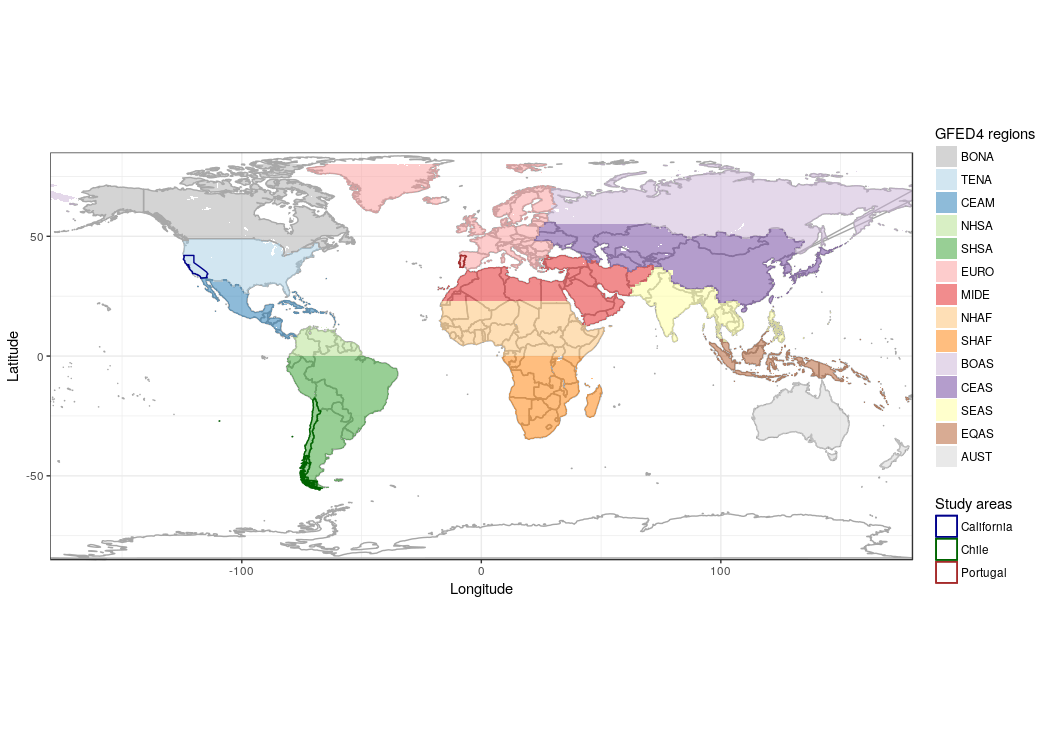 GFED4 regions
BONA
TENA
CEAM
NHSA
SHSA
EURO
MIDE
NHAF
SHAF
BOAS
CEAS
SEAS
EQAS
AUST
Study areas
California
Chile
Portugal
Latitude
50
0
-50
-100
0
100
Longitude